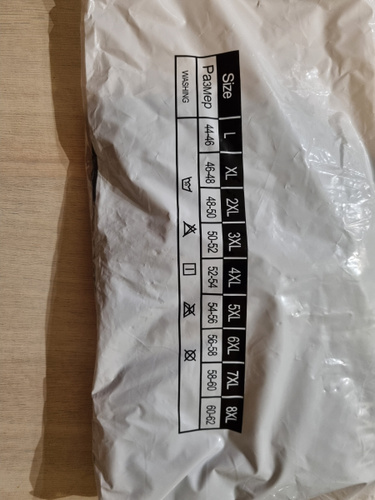 Size L XL 2XL 3XL 4XL 5XL 6XL 7XL 8XL
Pa3Mep 44-46 46-48 48-50 50-52 52-54 54-56 56-58 58-60 60-62
WASHING